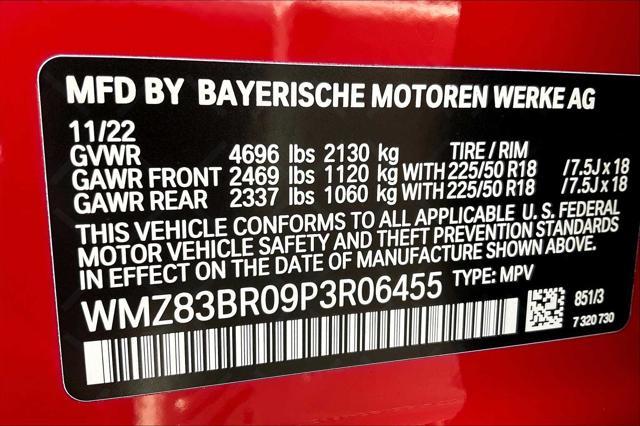 MFD BY BAYERISCHE MOTOREN WERKE AG
11/22
GVWR 4696 lbs 2130 kg TIRE / RIM
GAWR FRONT 2469 lbs 1120 kg WITH 225/50 R18 /7.5J x 18
GAWR REAR 2337 lbs 1060 kg WITH 225/50 R18 /7.5J x 18
THIS VEHICLE CONFORMS TO ALL APPLICABLE U. S. FEDERAL
MOTOR VEHICLE SAFETY AND THEFT PREVENTION STANDARDS
IN EFFECT ON THE DATE OF MANUFACTURE SHOWN ABOVE.
WMZ83BR09P3R06455 TYPE: MPV
851/3
7 320 730